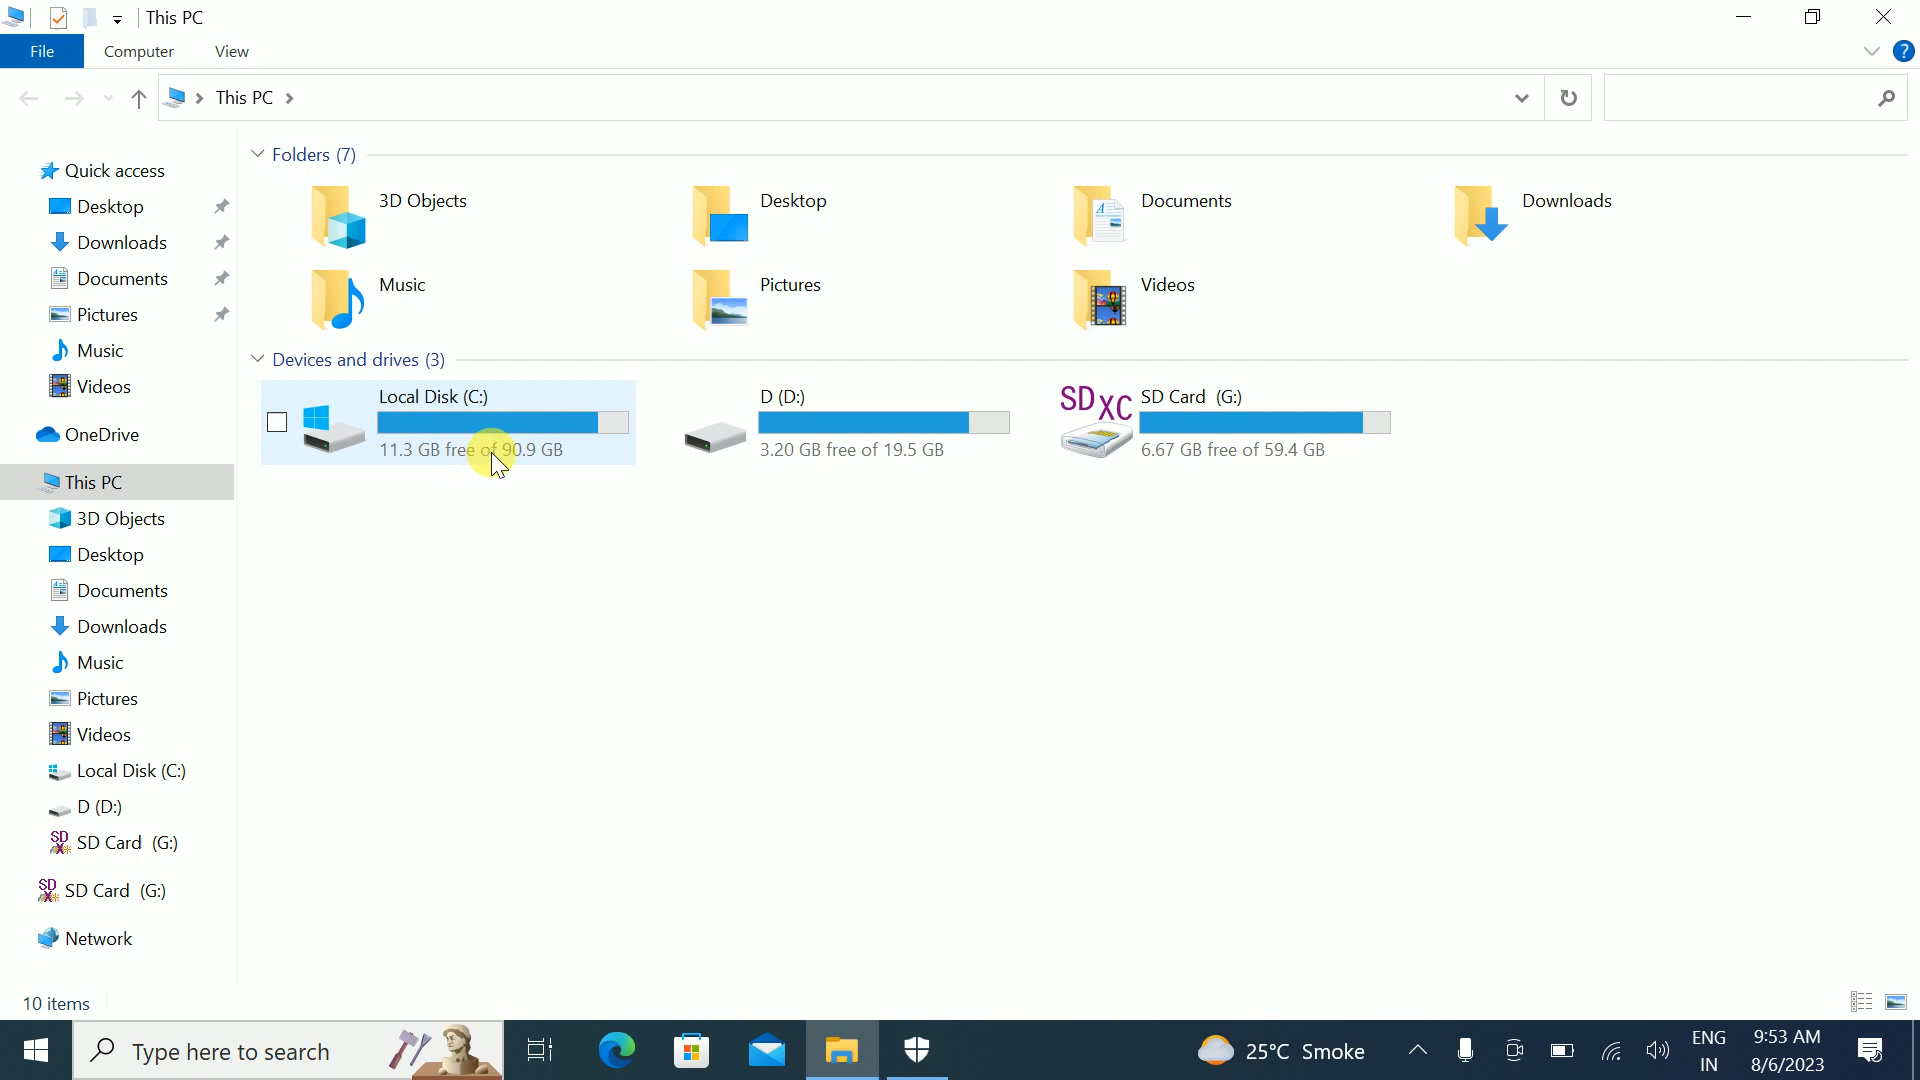 This PC
File
Computer
View
This PC
Quick access
Desktop
Downloads
Documents
Pictures
Music
Videos
OneDrive
This PC
3D Objects
Desktop
Documents
Downloads
Music
Pictures
Videos
Local Disk (C:)
D (D:)
SD Card (G:)
SD Card (G:)
Network
Folders (7)
3D Objects
Desktop
Documents
Downloads
Music
Pictures
Videos
Devices and drives (3)
Local Disk (C:)
11.3 GB free of 90.9 GB
D (D:)
3.20 GB free of 19.5 GB
SD XC
SD Card (G:)
6.67 GB free of 59.4 GB
10 items
Type here to search
25°C Smoke
ENG
IN
9:53 AM
8/6/2023